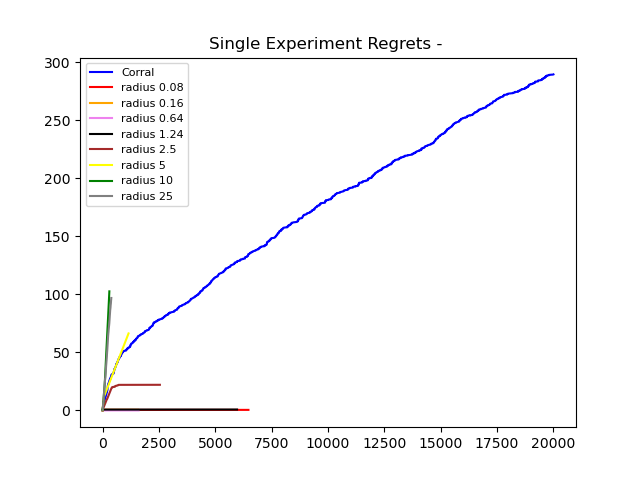 Single Experiment Regrets -
300
250
200
150
100
50
0
Corral
radius 0.08
radius 0.16
radius 0.64
radius 1.24
radius 2.5
radius 5
radius 10
radius 25
0 2500 5000 7500 10000 12500 15000 17500 20000